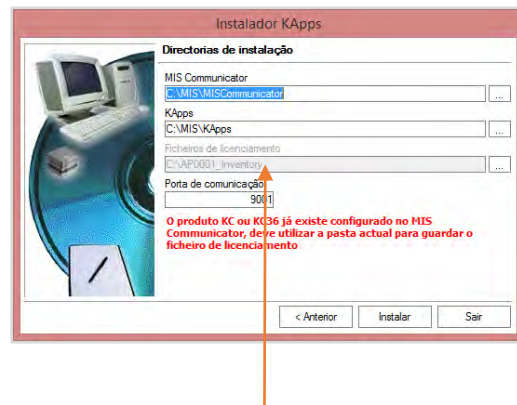 Instalador KApps
Directorias de instalação
MIS Communicator
C:\MIS\MISCommunicator
...
KApps
C:\MIS\KApps
...
Ficheiros de licenciamento
C:\AP0001_Inventory
...
Porta de comunicação
9001
O produto KC ou KC36 já existe configurado no MIS
Communicator, deve utilizar a pasta actual para guardar o
ficheiro de licenciamento
< Anterior
Instalar
Sair